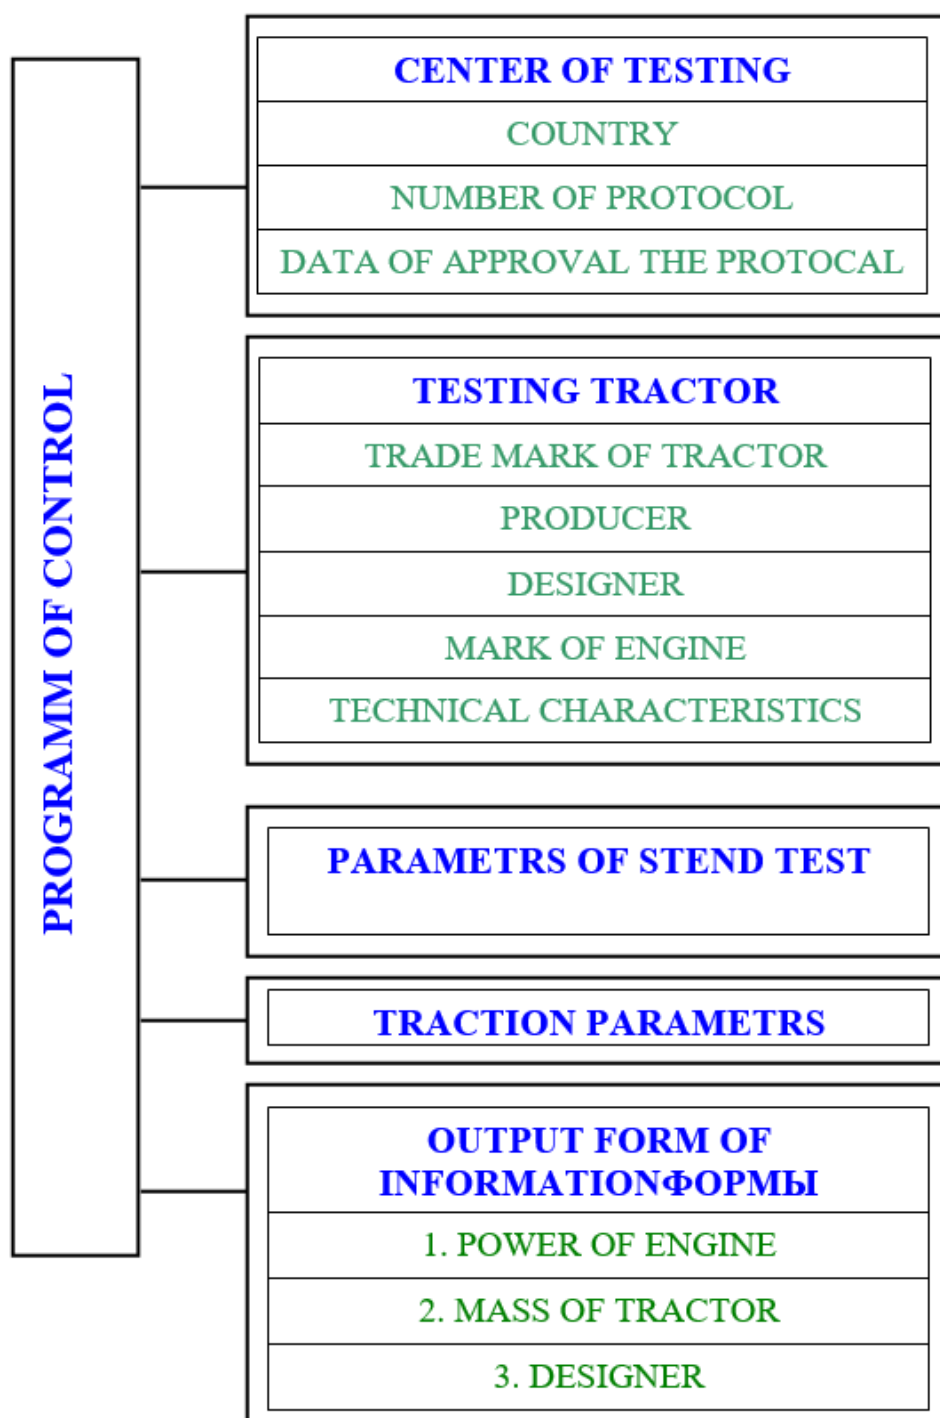 PROGRAMM OF CONTROL
CENTER OF TESTING
COUNTRY
NUMBER OF PROTOCOL
DATA OF APPROVAL THE PROTOCAL
TESTING TRACTOR
TRADE MARK OF TRACTOR
PRODUCER
DESIGNER
MARK OF ENGINE
TECHNICAL CHARACTERISTICS
PARAMETRS OF STEND TEST
TRACTION PARAMETRS
OUTPUT FORM OF
INFORMATIONФОРМЫ
1. POWER OF ENGINE
2. MASS OF TRACTOR
3. DESIGNER